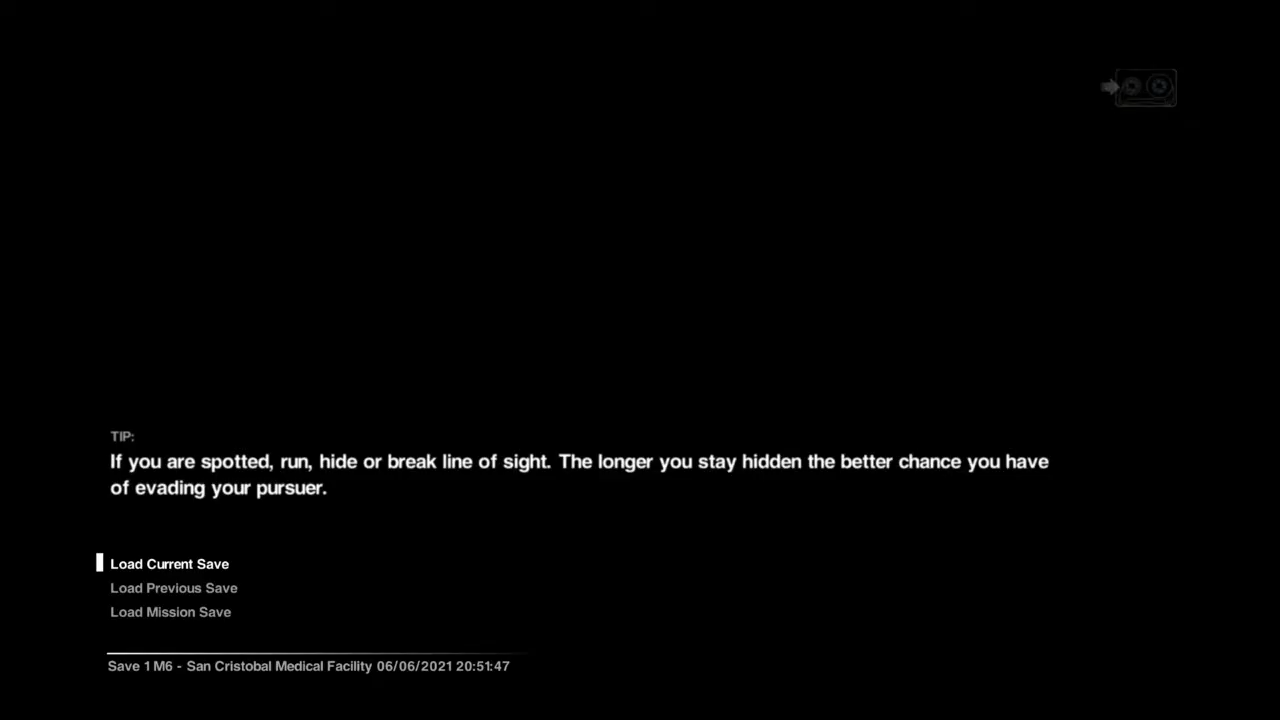 TIP:
If you are spotted, run, hide or break line of sight. The longer you stay hidden the better chance you have
of evading your pursuer.
Load Current Save
Load Previous Save
Load Mission Save
Save 1 M6 - San Cristobal Medical Facility 06/06/2021 20:51:47